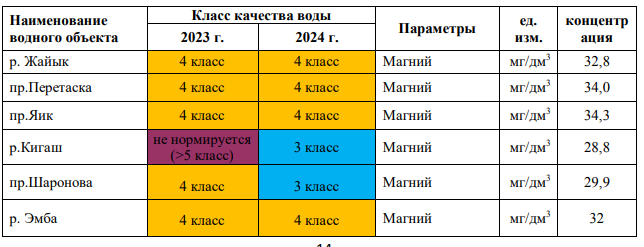 Наименование водного объекта Класс качества воды Параметры ед. изм. концентр ация
2023 г. 2024 г.
р. Жайык 4 класс 4 класс Магний мг/дм3 32,8
пр.Перетаска 4 класс 4 класс Магний мг/дм3 34,0
пр.Яик 4 класс 4 класс Магний мг/дм3 34,3
р.Кигаш не нормируется (>5 класс) 3 класс Магний мг/дм3 28,8
пр.Шаронова 4 класс 3 класс Магний мг/дм3 29,9
р. Эмба 4 класс 4 класс Магний мг/дм3 32